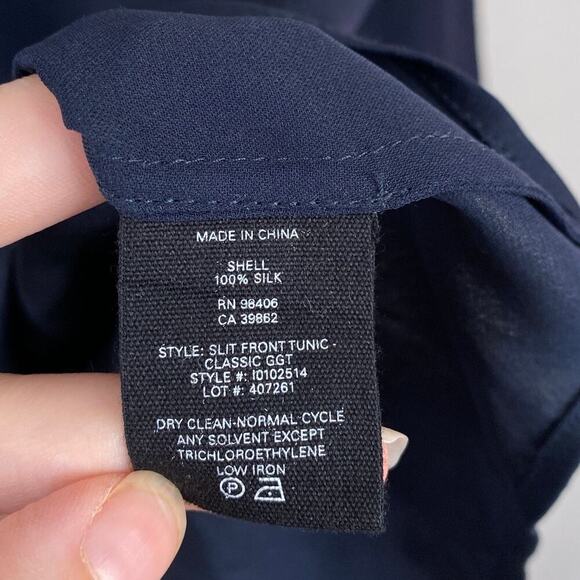 MADE IN CHINA
SHELL
100% SILK
RN 98406
CA 39862
STYLE: SLIT FRONT TUNIC -
CLASSIC GGT
STYLE #: I0102514
LOT #: 407261
DRY CLEAN-NORMAL CYCLE
ANY SOLVENT EXCEPT
TRICHLOROETHYLENE
LOW IRON
P